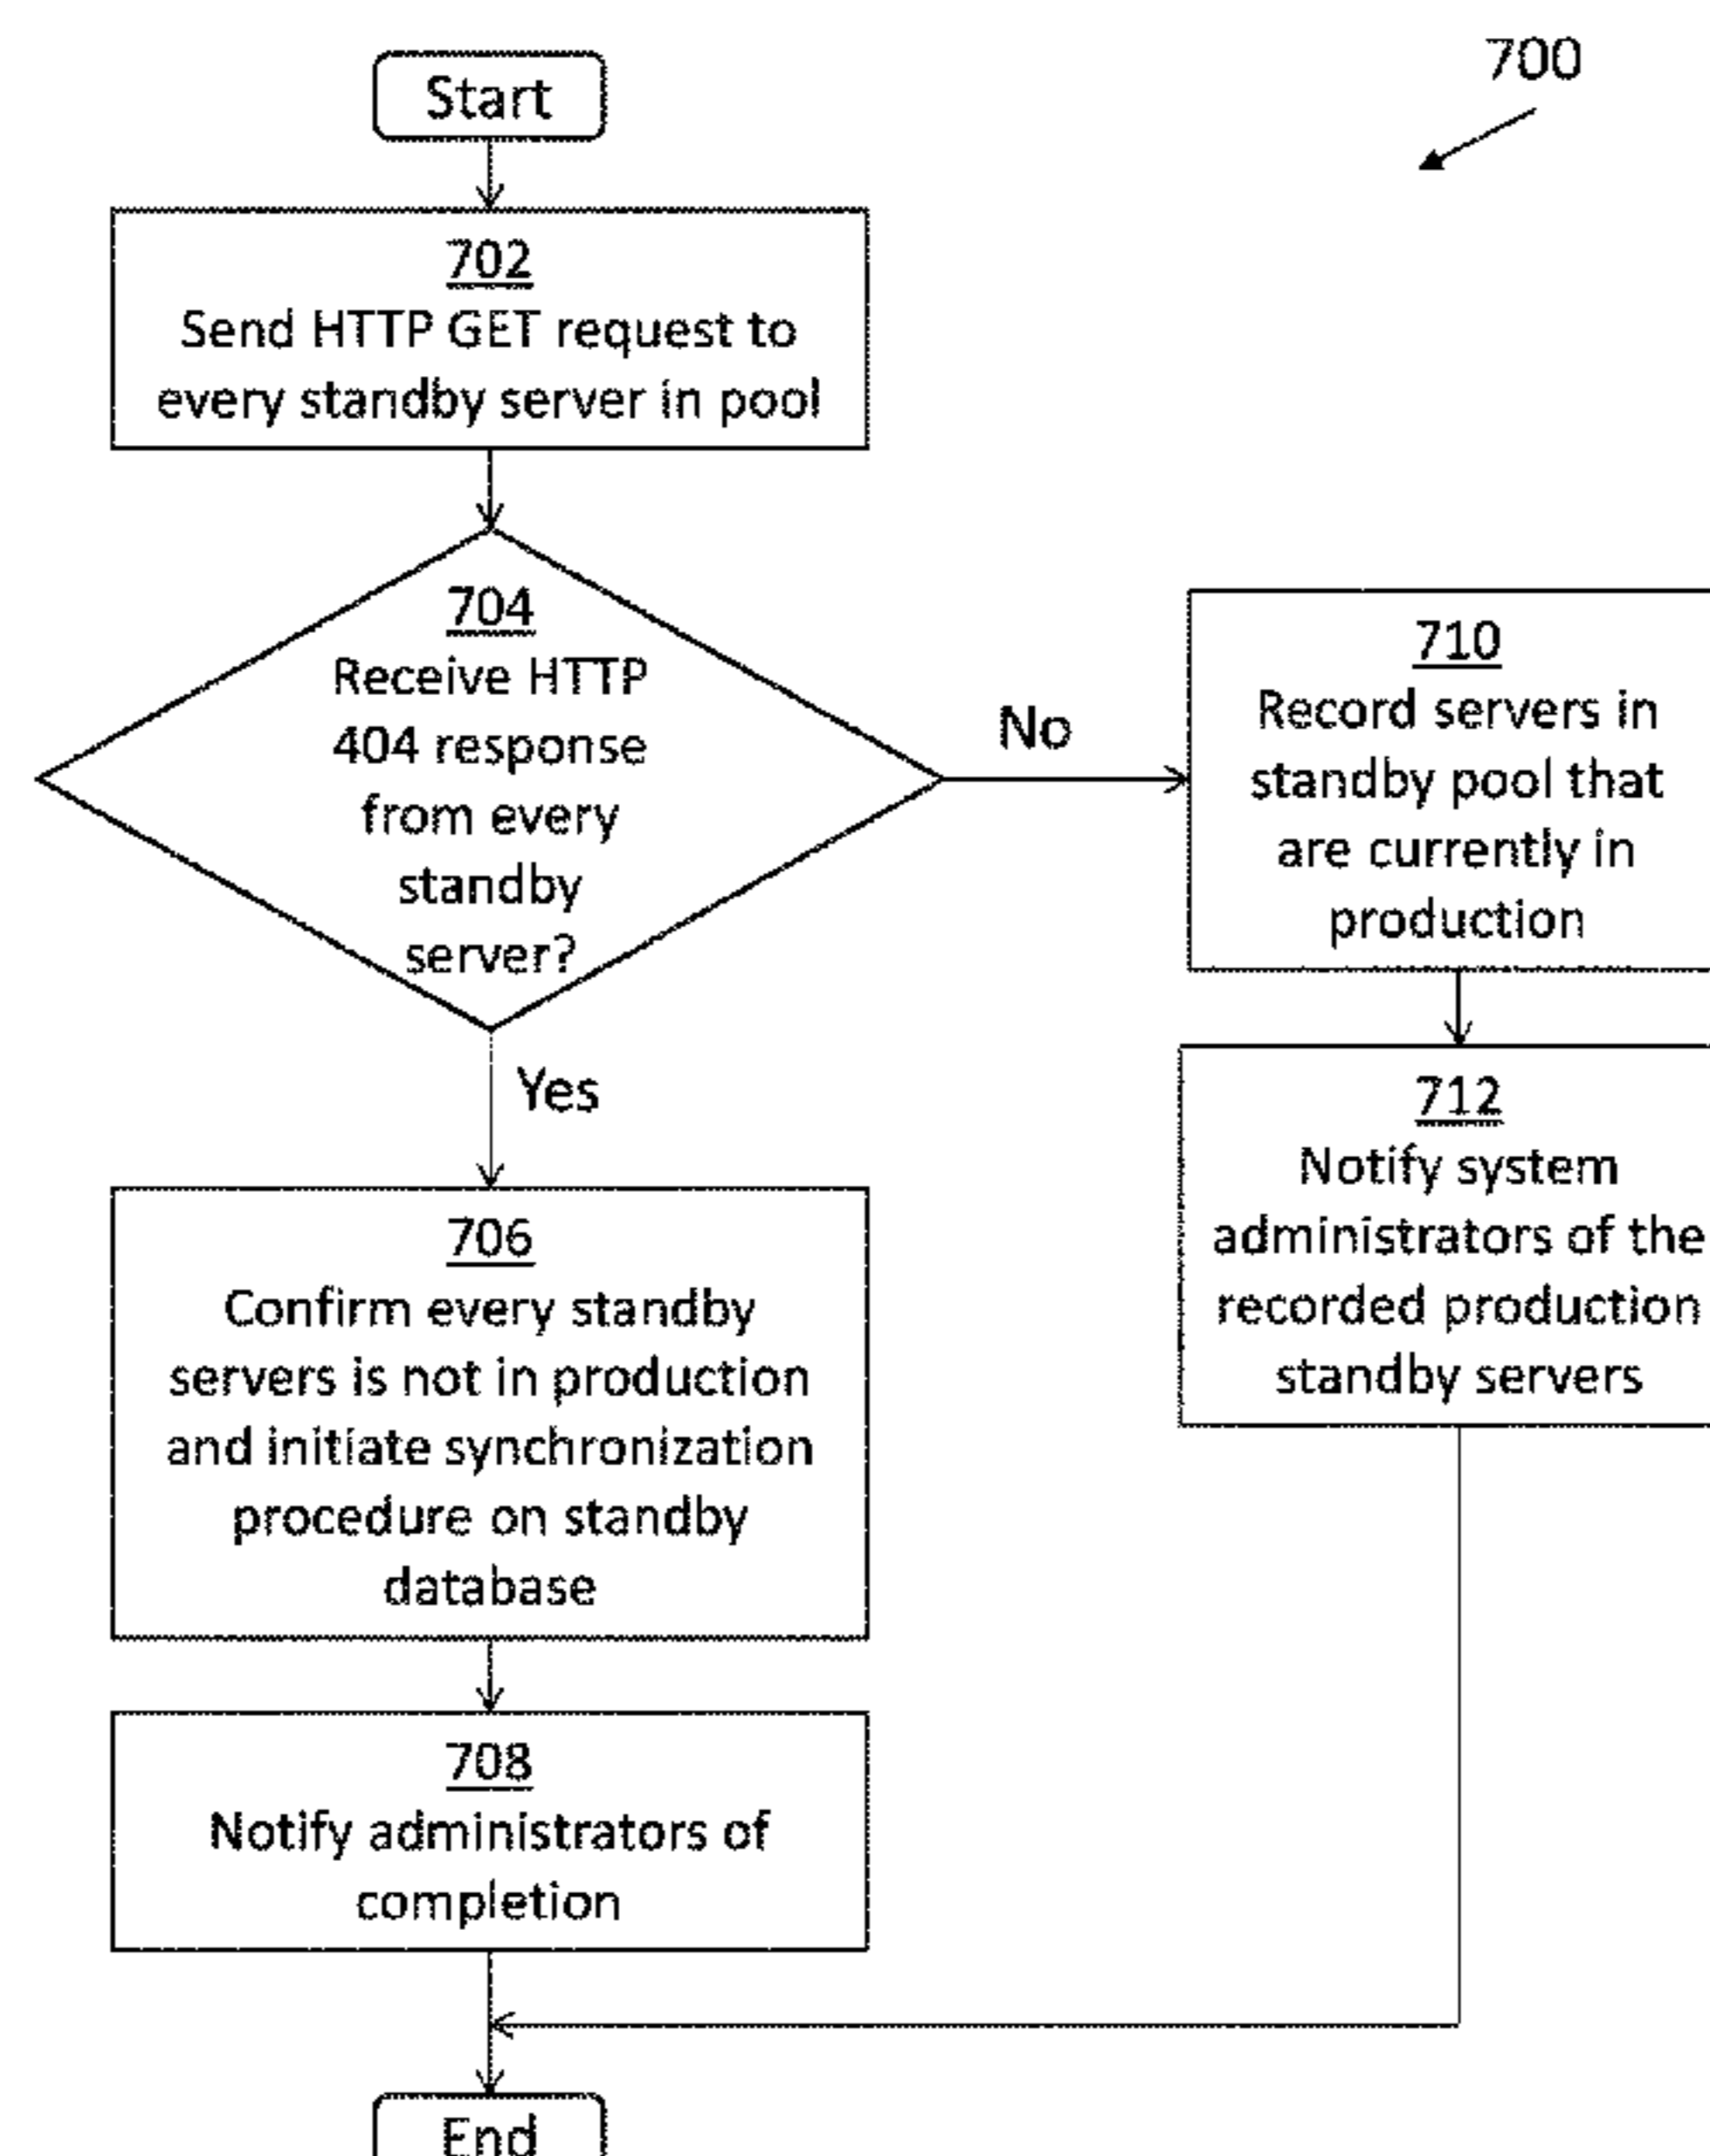 700
Start
702
Send HTTP GET request to
every standby server in pool
704
Receive HTTP
404 response
from every
standby
server?
No
Yes
710
Record servers in
standby pool that
are currently in
production
712
Notify system
administrators of the
recorded production
standby servers
706
Confirm every standby
servers is not in production
and initiate synchronization
procedure on standby
database
708
Notify administrators of
completion
End